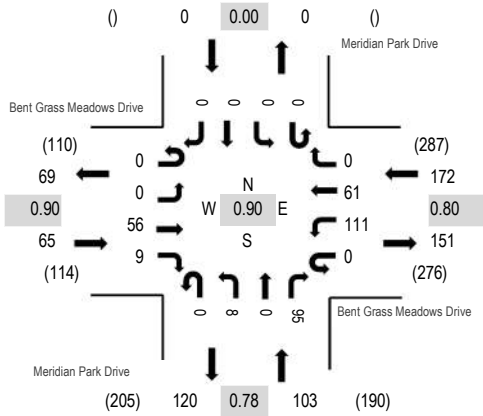 () 0 0.00 0 ()
Meridian Park Drive
0 0 0 0
Bent Grass Meadows Drive
(110) 0 0 (287)
69 172
0 N 61
0.90 W 0.90 E 0.80
65 56 S 111 151
(114) 9 0 (276)
0 8 0 95
Bent Grass Meadows Drive
Meridian Park Drive
(205) 120 0.78 103 (190)